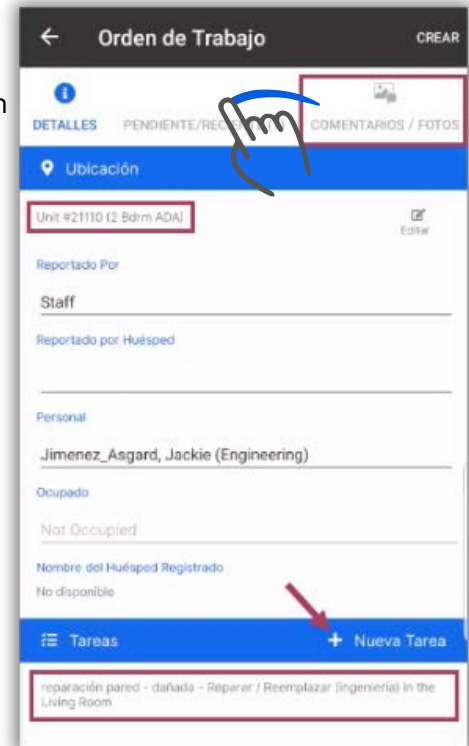 Orden de Trabajo CREAR
DETALLES COMENTARIOS / FOTOS
Ubicación
Unit #21110 (2 Bdrm ADA)
Editar
Reportado Por
Staff
Reportado por Huésped
Personal
Jimenez_Asgard, Jackie (Engineering)
Ocupado
Not Occupied
Nombre del Huésped Registrado
No disponible
Tareas + Nueva Tarea
reparación pared - dañada - Reparar / Reemplazar (ingeniería) in the
Living Room